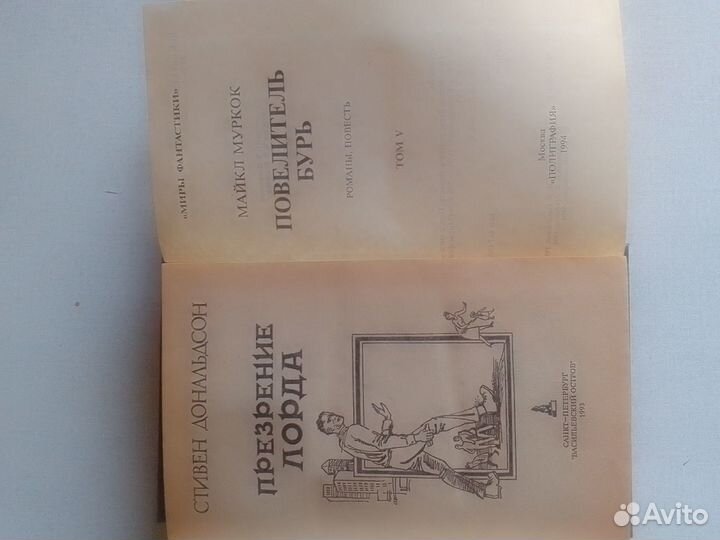 «МИРЫ ФАНТАСТИКИ»
МАЙКЛ МУРКОК
ПОВЕЛИТЕЛЬ
БУРЬ
РОМАНЫ, ПОВЕСТЬ
ТОМ V
Москва
«ПОЛИГРАФИЯ»
1994
СТИВЕН ДОНАЛЬДСОН
ПРЕЗРЕНИЕ
ЛОРДА
САНКТ-ПЕТЕРБУРГ
"ВАСИЛЬЕВСКИЙ ОСТРОВ"
1993
Avito